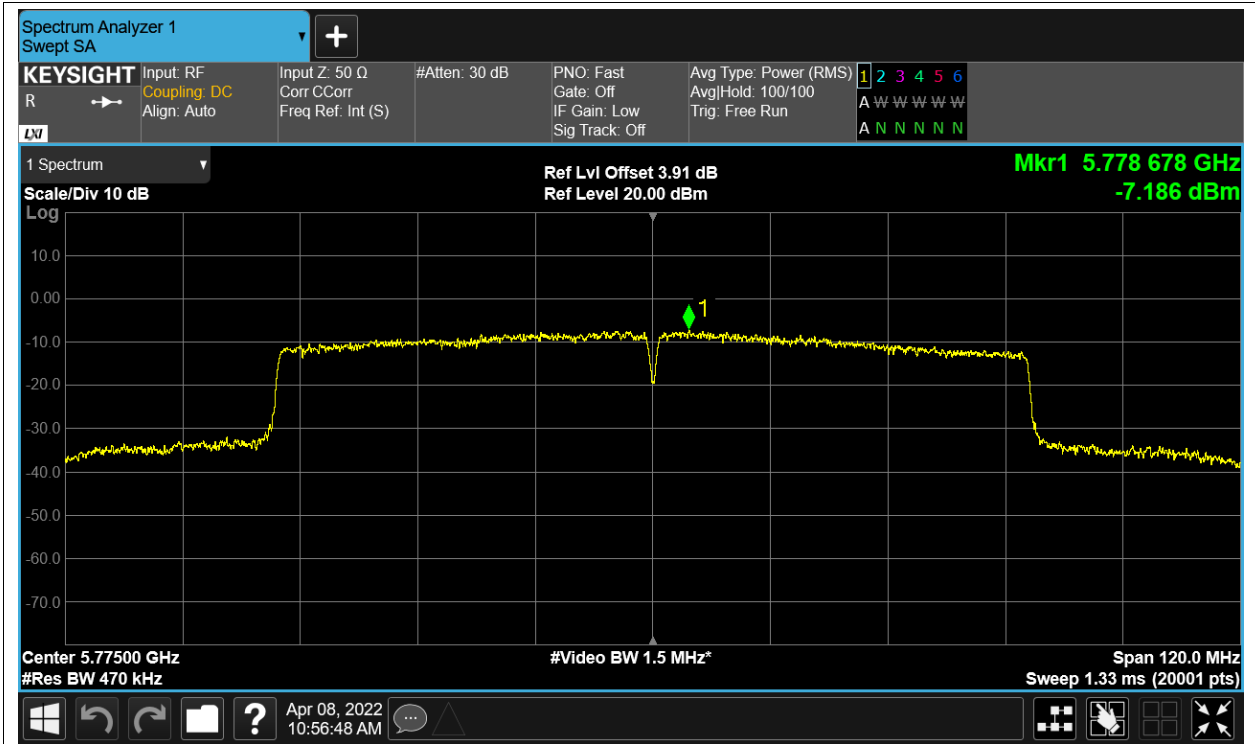 Spectrum Analyzer 1
Swept SA
+
KEYSIGHT
R
LXI
Input: RF
Coupling: DC
Align: Auto
Input Z: 50 Ω
Corr CCorr
Freq Ref: Int (S)
#Atten: 30 dB
PNO: Fast
Gate: Off
IF Gain: Low
Sig Track: Off
Avg Type: Power (RMS)
Avg|Hold: 100/100
Trig: Free Run
1 2 3 4 5 6
A W W W W W
A N N N N N
1 Spectrum
Scale/Div 10 dB
Log
Ref Lvl Offset 3.91 dB
Ref Level 20.00 dBm
Mkr1 5.778 678 GHz
-7.186 dBm
10.0
0.00
-10.0
-20.0
-30.0
-40.0
-50.0
-60.0
-70.0
1
Center 5.77500 GHz
#Res BW 470 kHz
#Video BW 1.5 MHz*
Span 120.0 MHz
Sweep 1.33 ms (20001 pts)
?
Apr 08, 2022
10:56:48 AM